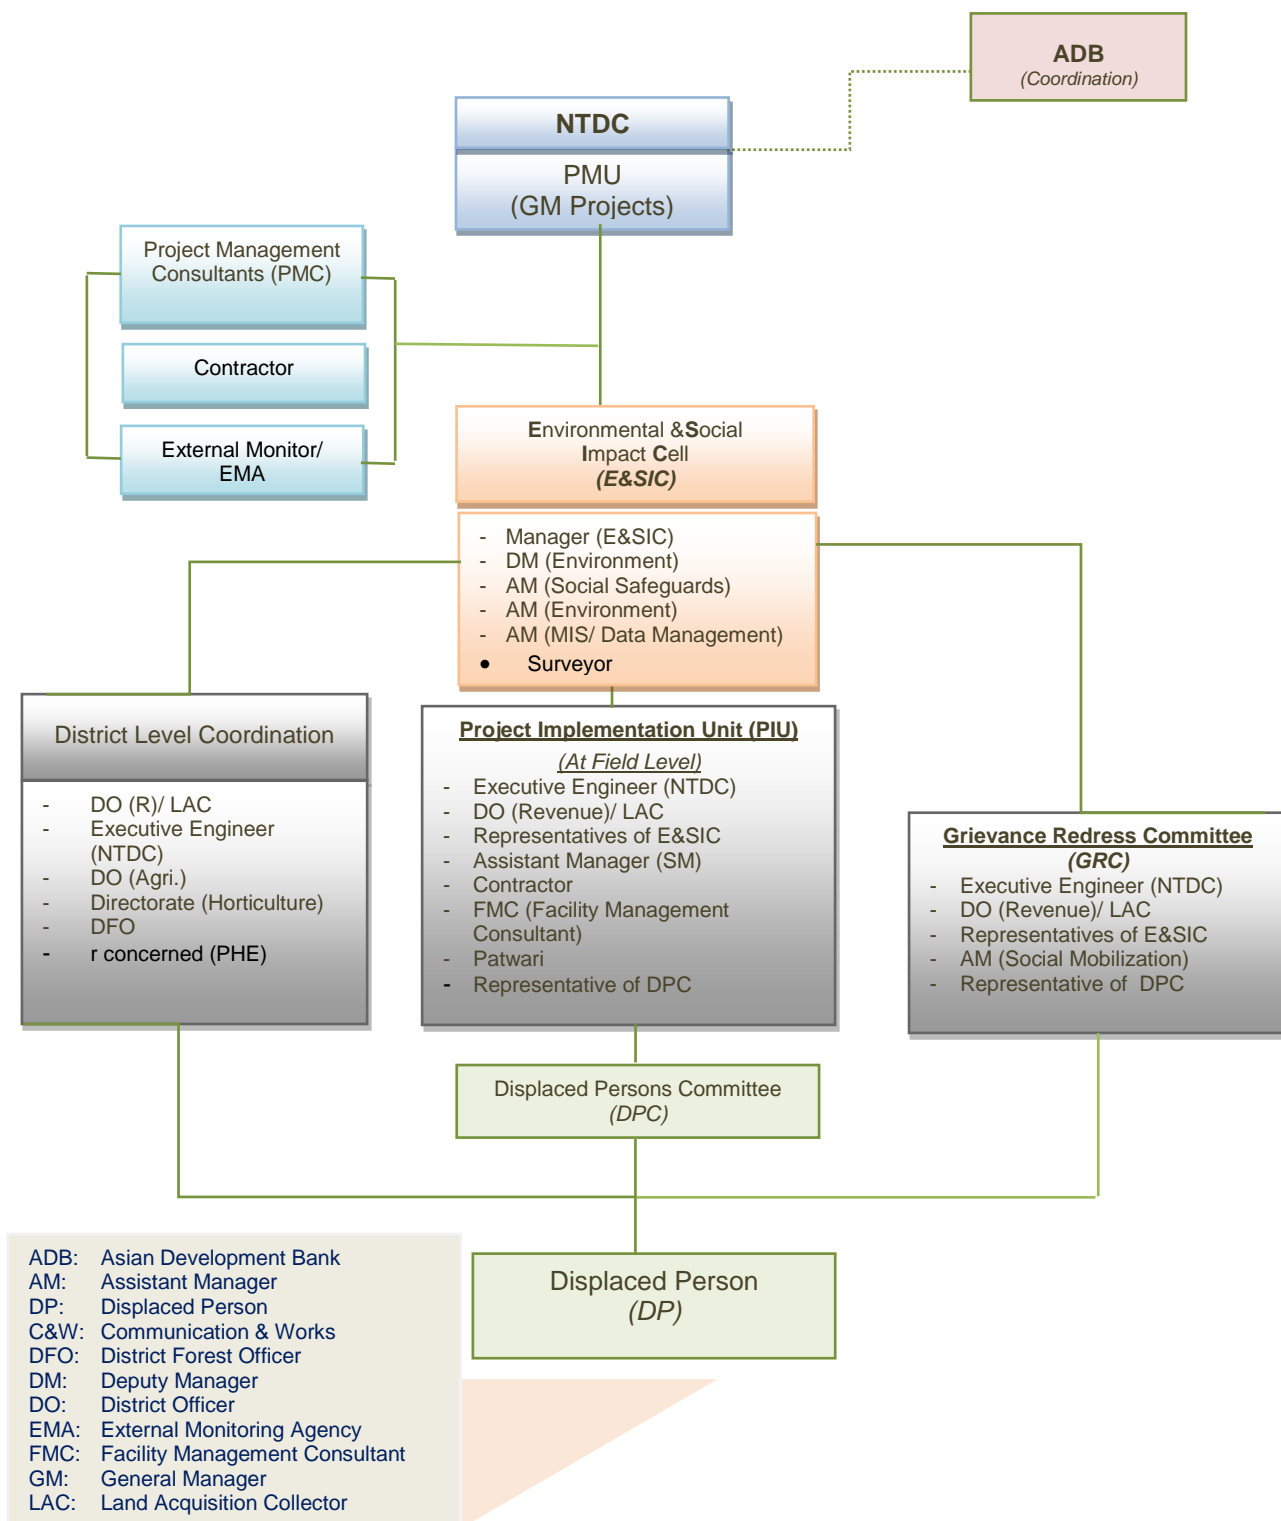 ADB
(Coordination)
NTDC
PMU
(GM Projects)
Project Management
Consultants (PMC)
Contractor
External Monitor/
EMA
Environmental &Social
Impact Cell
(E&SIC)
- Manager (E&SIC)
- DM (Environment)
- AM (Social Safeguards)
- AM (Environment)
- AM (MIS/ Data Management)
• Surveyor
District Level Coordination
- DO (R)/ LAC
- Executive Engineer
(NTDC)
- DO (Agri.)
- Directorate (Horticulture)
- DFO
- r concerned (PHE)
Project Implementation Unit (PIU)
(At Field Level)
- Executive Engineer (NTDC)
- DO (Revenue)/ LAC
- Representatives of E&SIC
- Assistant Manager (SM)
- Contractor
- FMC (Facility Management
Consultant)
- Patwari
- Representative of DPC
Grievance Redress Committee
(GRC)
- Executive Engineer (NTDC)
- DO (Revenue)/ LAC
- Representatives of E&SIC
- AM (Social Mobilization)
- Representative of DPC
Displaced Persons Committee
(DPC)
Displaced Person
(DP)
ADB: Asian Development Bank
AM: Assistant Manager
DP: Displaced Person
C&W: Communication & Works
DFO: District Forest Officer
DM: Deputy Manager
DO: District Officer
EMA: External Monitoring Agency
FMC: Facility Management Consultant
GM: General Manager
LAC: Land Acquisition Collector